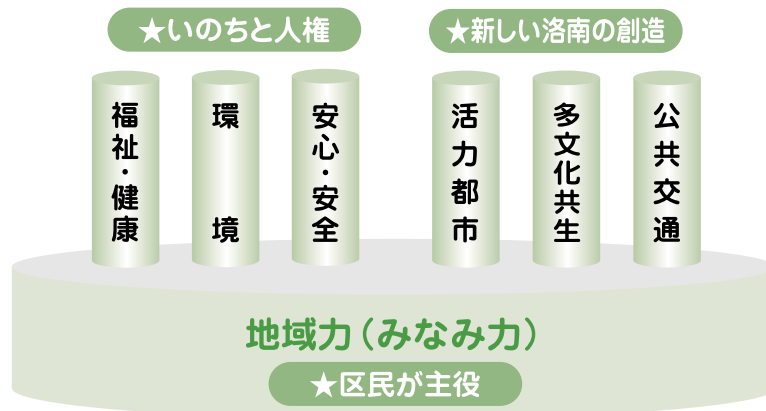 ★いのちと人権
★新しい洛南の創造
福祉・健康
環境
安心・安全
活力都市
多文化共生
公共交通
地域力（みなみ力）
★区民が主役